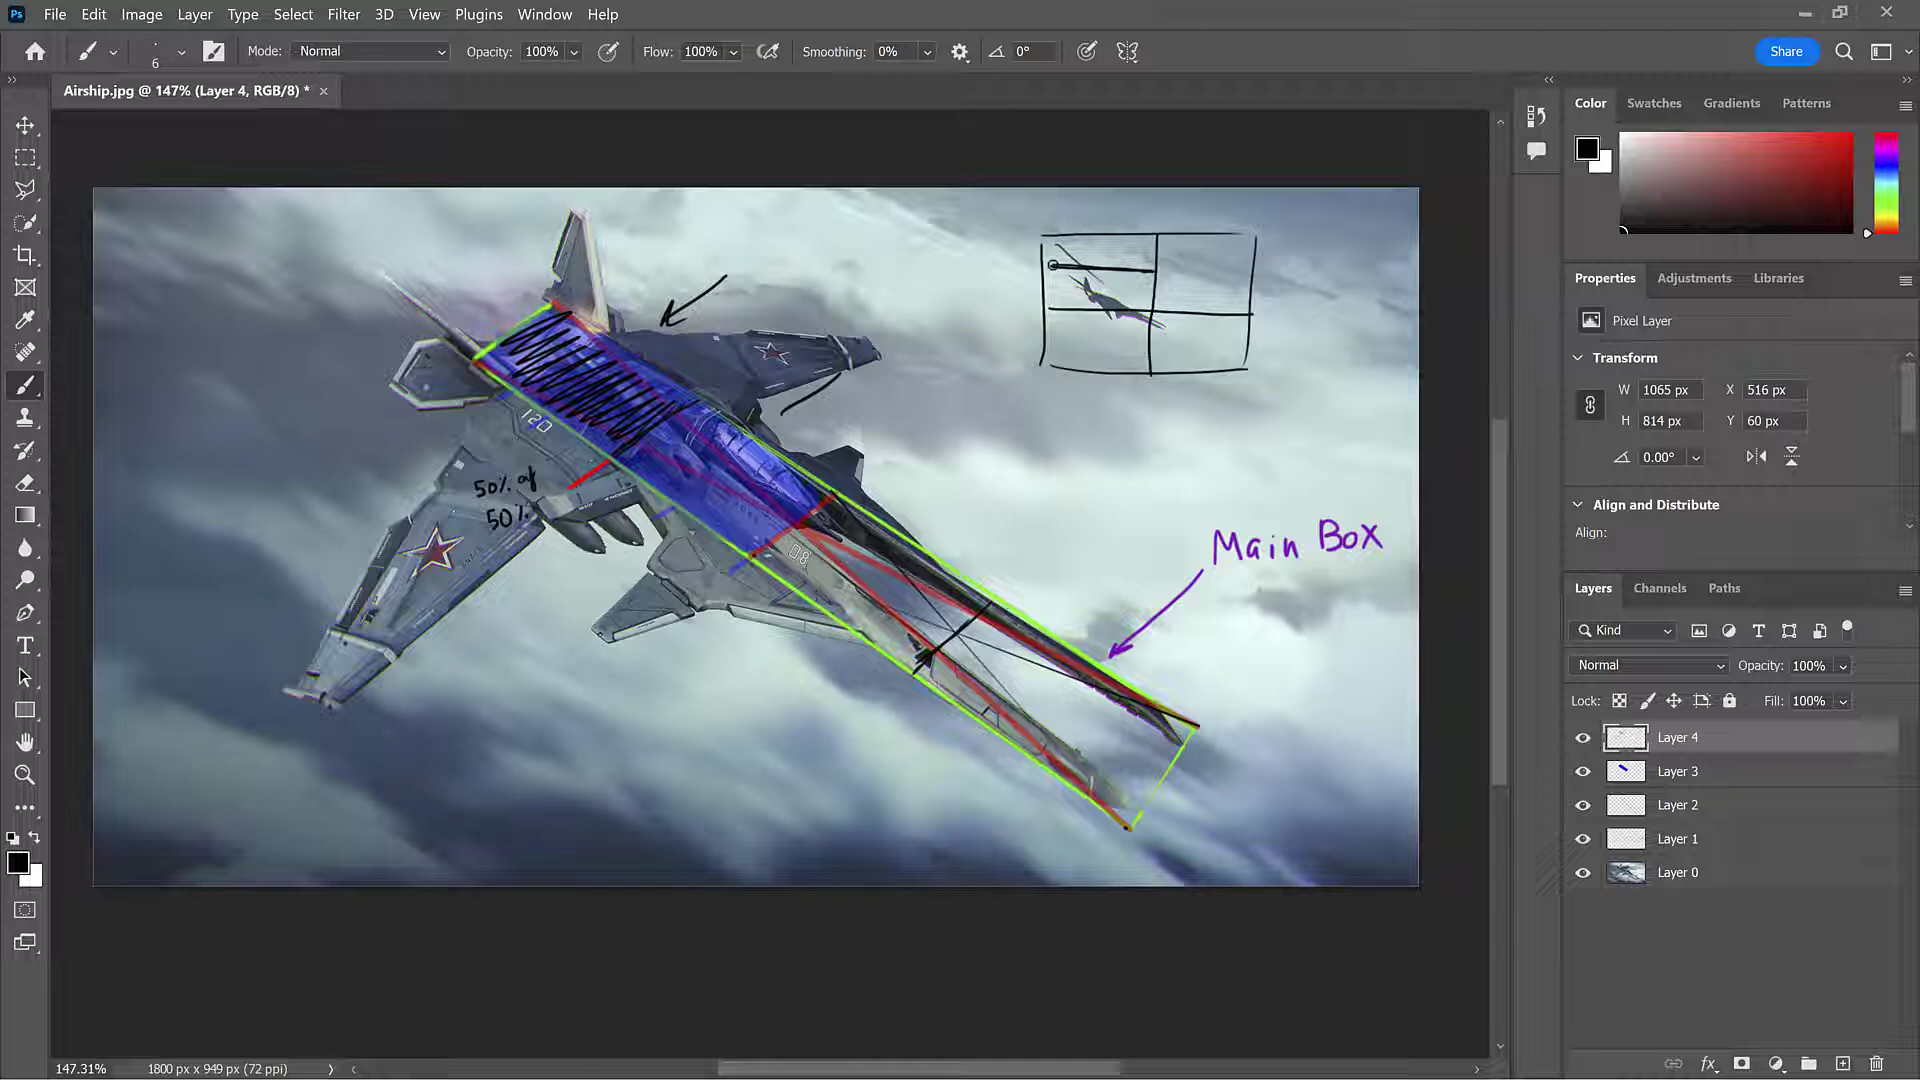 Ps File Edit Image Layer Type Select Filter 3D View Plugins Window Help
6 Mode: Normal Opacity: 100% Flow: 100% Smoothing: 0% 0° Share
Airship.jpg @ 147% (Layer 4, RGB/8) * ×
Color Swatches Gradients Patterns
Properties Adjustments Libraries
Pixel Layer
Transform
W 1065 px X 516 px
H 814 px Y 60 px
0.00°
Align and Distribute
Align:
Layers Channels Paths
Kind
Normal Opacity: 100%
Lock: Fill: 100%
Layer 4
Layer 3
Layer 2
Layer 1
Layer 0
120
50% of
50%
08
Main Box
147.31% 1800 px x 949 px (72 ppi)